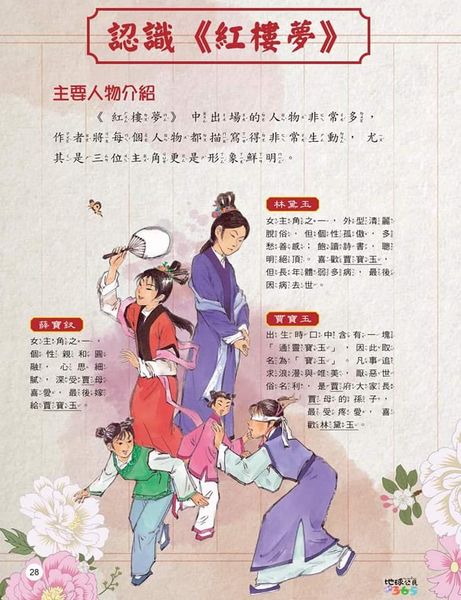 認識《紅樓夢》
主要人物介紹
《紅樓夢》中出場的人物非常多，
作者將每個人物都描寫得非常生動，尤
其是三位主角更是形象鮮明。
林黛玉
女主角之一，外型清麗
脫俗，但個性孤傲，多
愁善感，飽讀詩書，聰
明絕頂。喜歡賈寶玉，
但長年體弱多病，最後
因病去世。
賈寶玉
出生時口中含有一塊
「通靈寶玉」，因此取
名為「寶玉」。凡事追
求浪漫與唯美，厭惡世
俗名利，是賈府大家長
賈母的孫子，
最受疼愛，喜
歡林黛玉。
薛寶釵
女主角之一，
個性親和圓
融，心思細
膩，深受賈母
喜愛，最後嫁
給賈寶玉。
28
地球公民
365